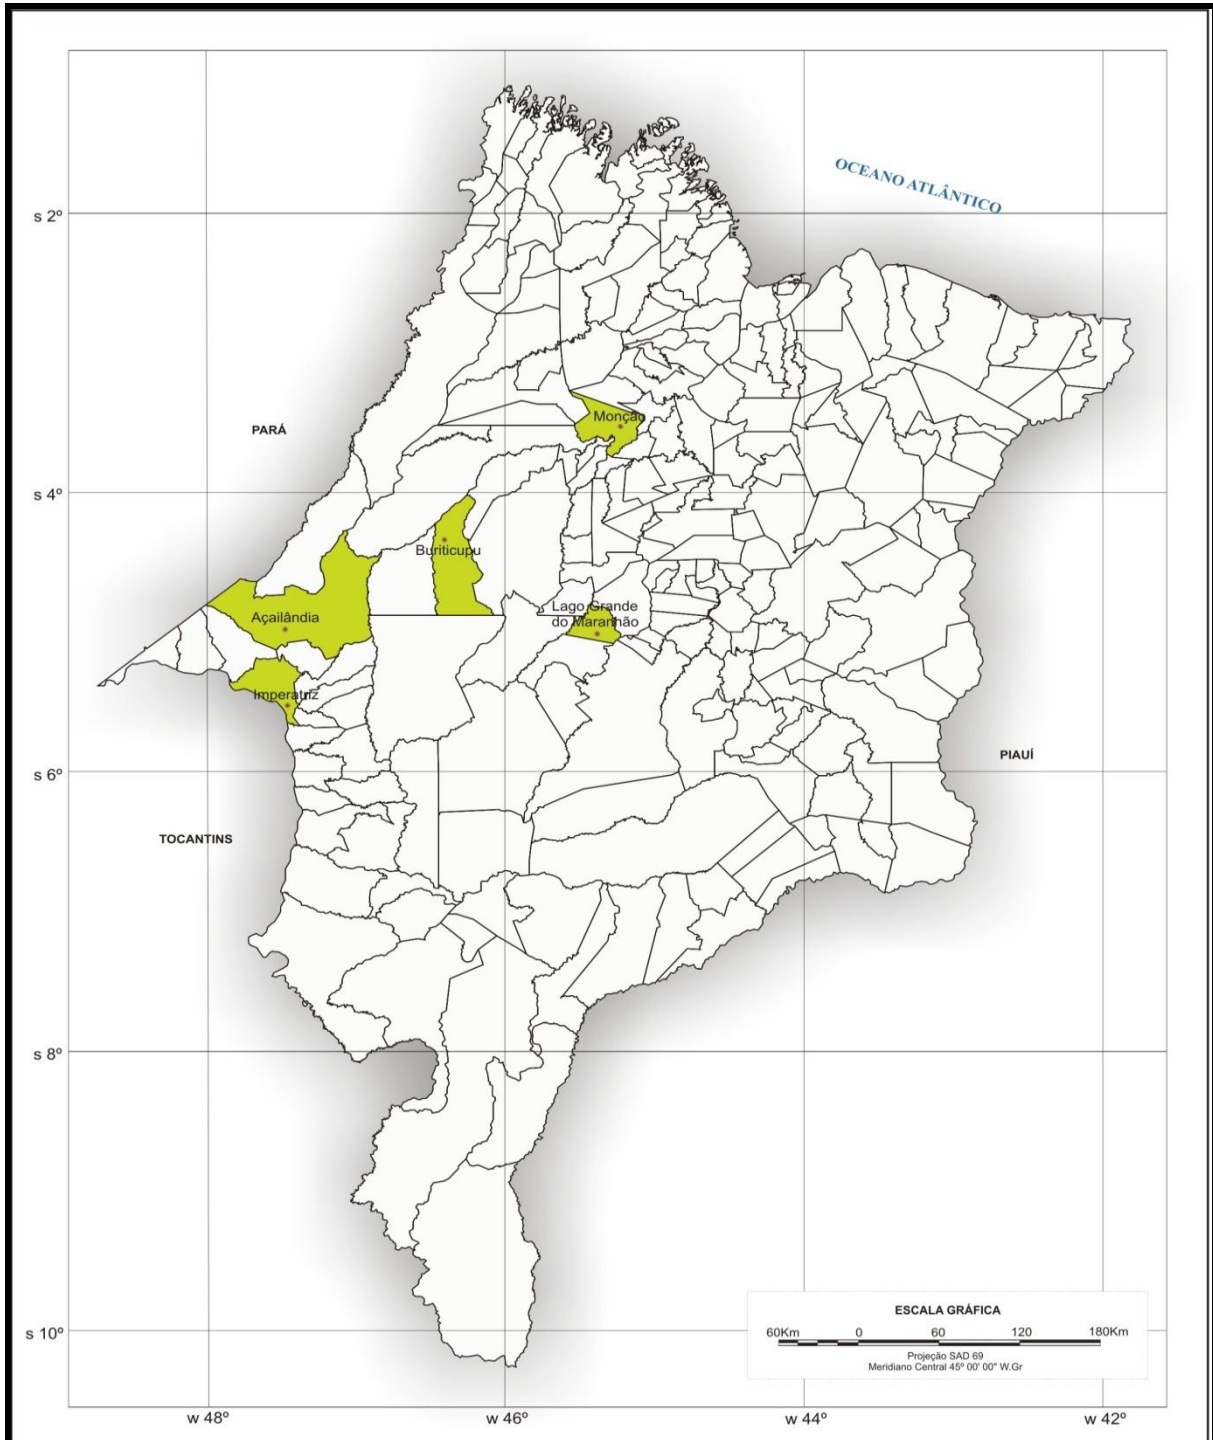 OCEANO ATLÂNTICO
s 2º
Monção
PARÁ
s 4º
Buriticupu
Lago Grande
do Maranhão
Açailândia
Imperatriz
PIAUÍ
s 6º
TOCANTINS
s 8º
ESCALA GRÁFICA
60Km 0 60 120 180Km
Projeção SAD 69
Meridiano Central 45º 00' 00" W.Gr
s 10º
w 48º w 46º w 44º w 42º